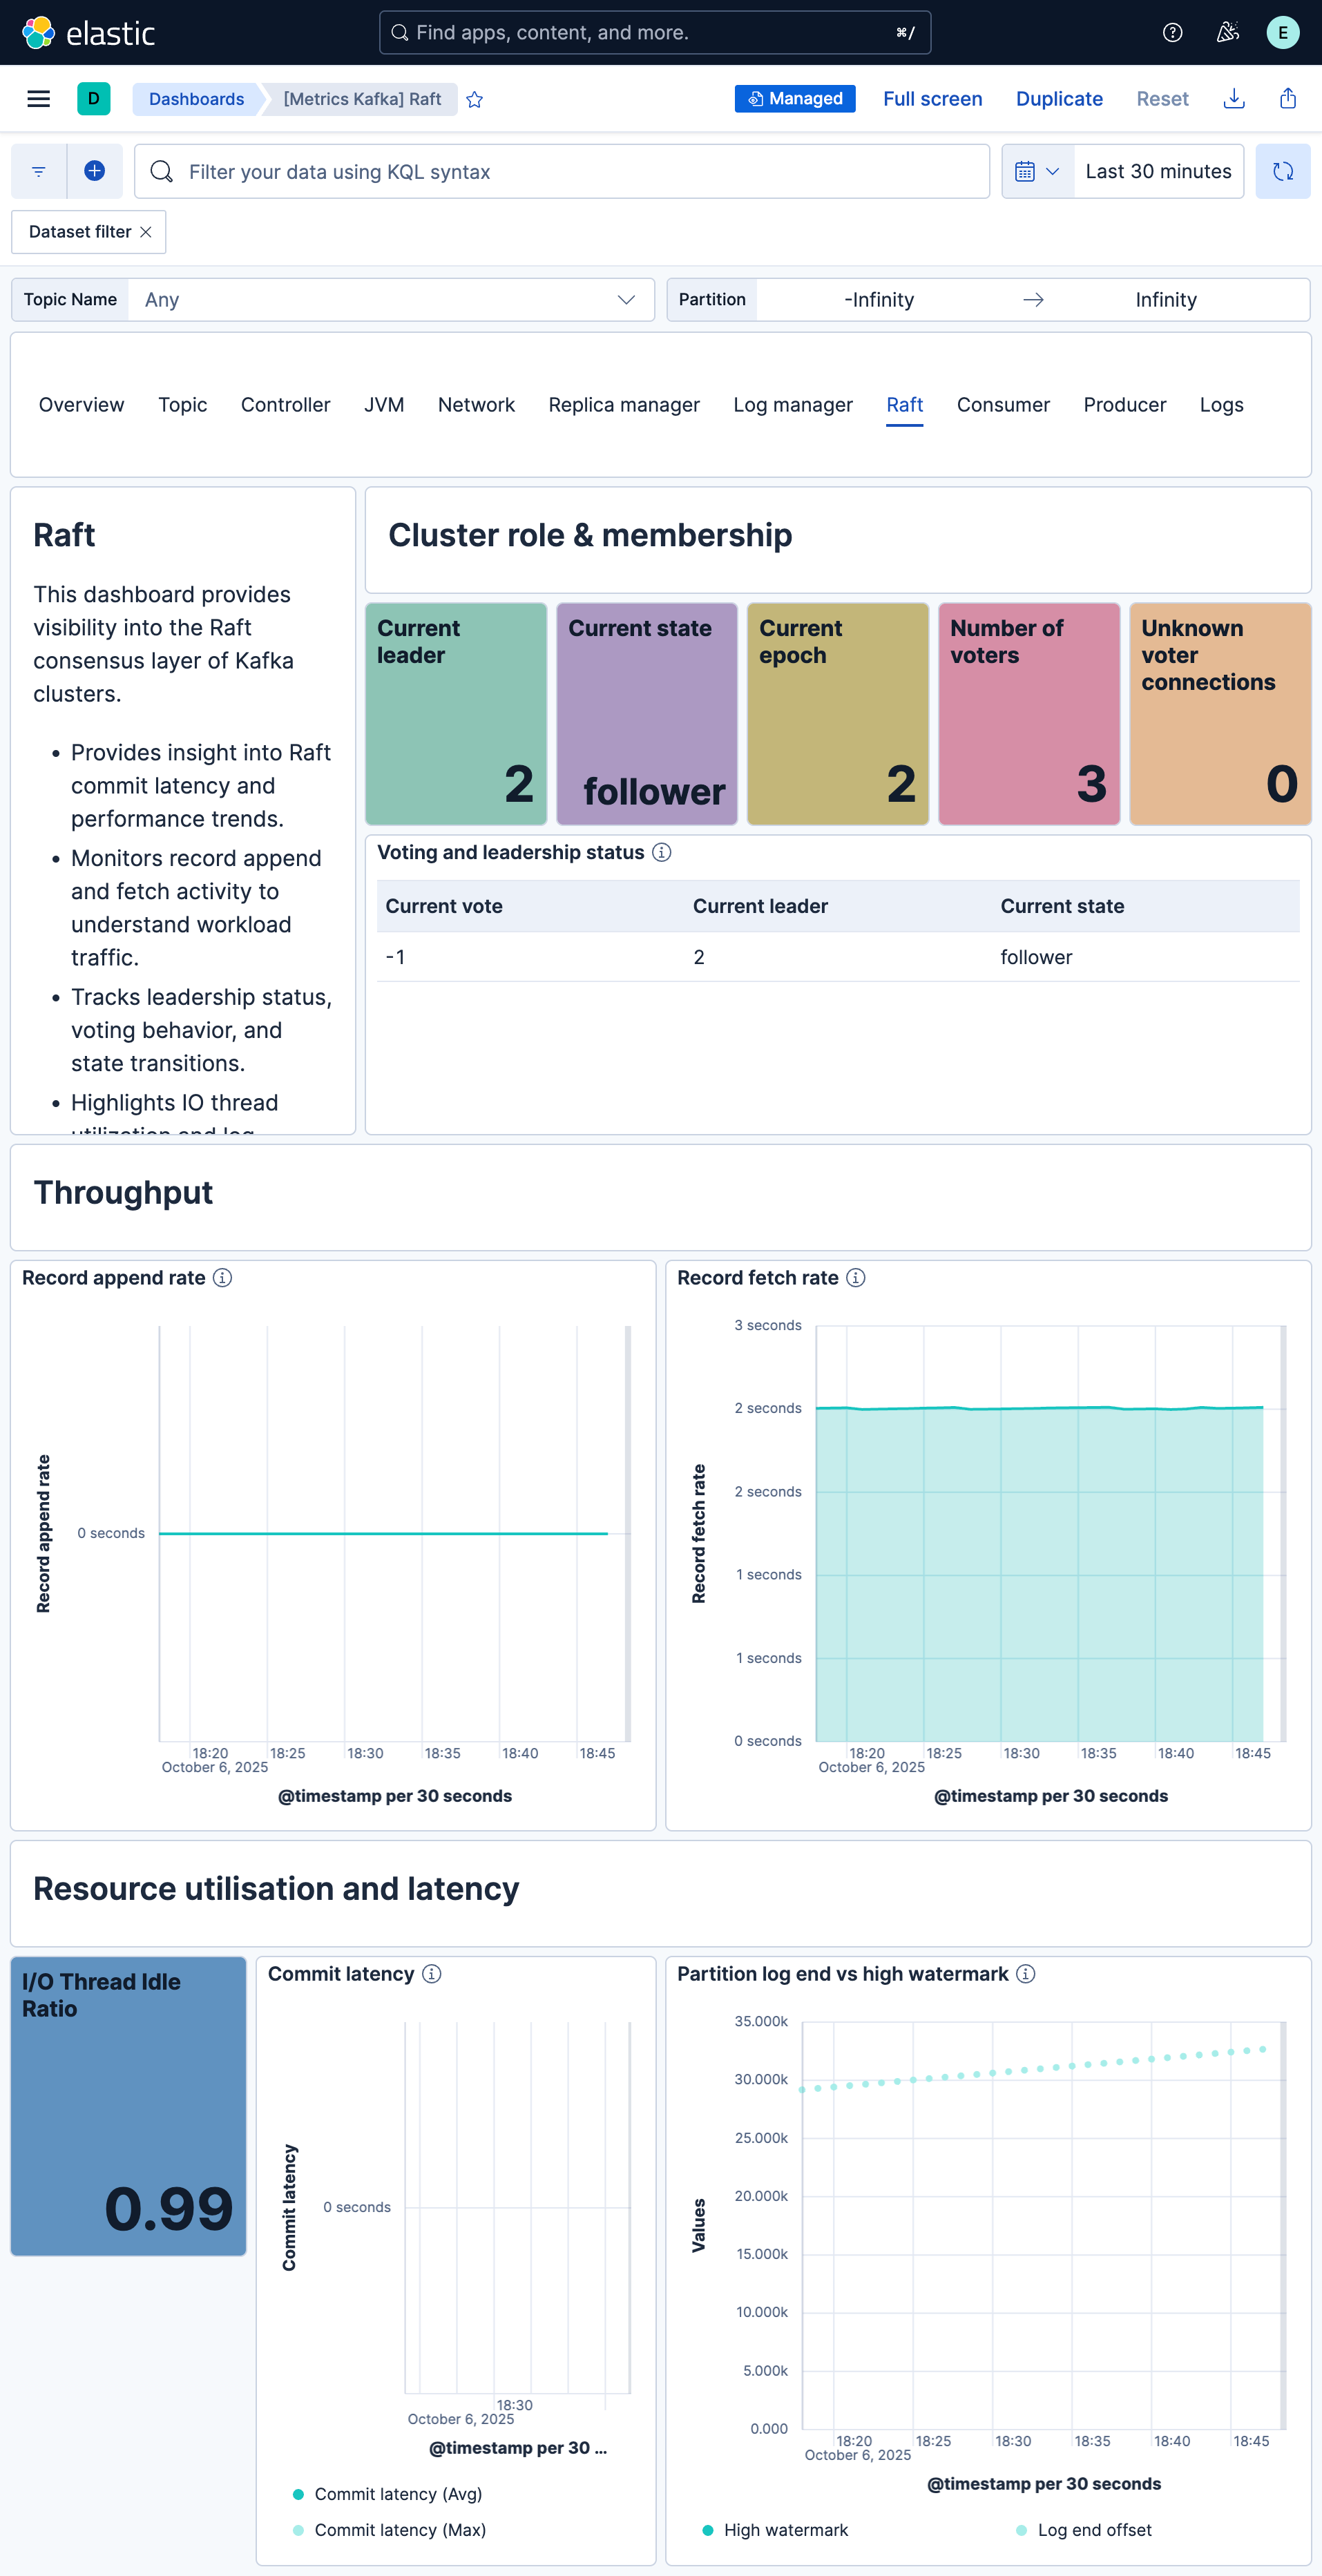 elastic
Find apps, content, and more.
⌘/
E
D
Dashboards
[Metrics Kafka] Raft
Managed
Full screen
Duplicate
Reset
Filter your data using KQL syntax
Last 30 minutes
Dataset filter
Topic Name
Any
Partition
-Infinity
Infinity
Overview
Topic
Controller
JVM
Network
Replica manager
Log manager
Raft
Consumer
Producer
Logs
Raft
This dashboard provides
visibility into the Raft
consensus layer of Kafka
clusters.
• Provides insight into Raft
commit latency and
performance trends.
• Monitors record append
and fetch activity to
understand workload
traffic.
• Tracks leadership status,
voting behavior, and
state transitions.
• Highlights IO thread
utilization and log
Cluster role & membership
Current
leader
2
Current state
follower
Current
epoch
2
Number of
voters
3
Unknown
voter
connections
0
Voting and leadership status
Current vote
Current leader
Current state
-1
2
follower
Throughput
Record append rate
Record append rate
0 seconds
18:20
18:25
18:30
18:35
18:40
18:45
October 6, 2025
@timestamp per 30 seconds
Record fetch rate
Record fetch rate
3 seconds
2 seconds
2 seconds
1 seconds
1 seconds
0 seconds
18:20
18:25
18:30
18:35
18:40
18:45
October 6, 2025
@timestamp per 30 seconds
Resource utilisation and latency
I/O Thread Idle
Ratio
0.99
Commit latency
Commit latency
0 seconds
18:30
October 6, 2025
@timestamp per 30 ...
Commit latency (Avg)
Commit latency (Max)
Partition log end vs high watermark
Values
35.000k
30.000k
25.000k
20.000k
15.000k
10.000k
5.000k
0.000
18:20
18:25
18:30
18:35
18:40
18:45
October 6, 2025
@timestamp per 30 seconds
High watermark
Log end offset